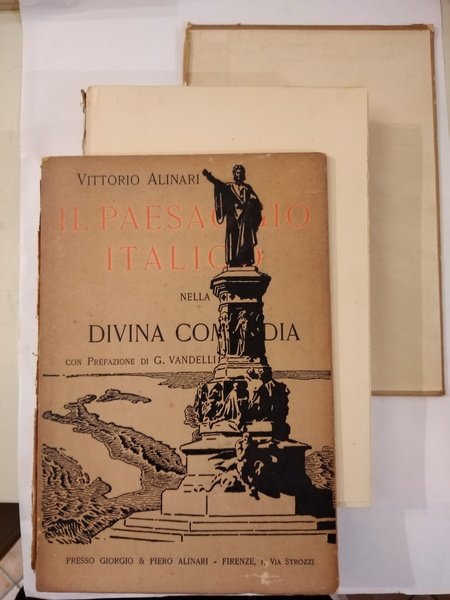 VITTORIO ALINARI
IL PAESAGGIO
ITALICO
NELLA
DIVINA COMMEDIA
CON PREFAZIONE DI G. VANDELLI
PRESSO GIORGIO & PIERO ALINARI - FIRENZE, 1, VIA STROZZI